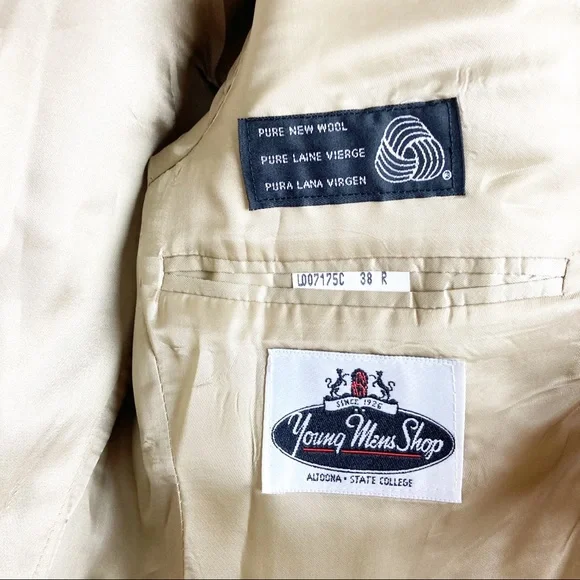 PURE NEW WOOL
PURE LAINE VIERGE
PURA LANA VIRGEN
L007175C 38 R
SINCE 1926
Young Mens Shop
ALTOONA • STATE COLLEGE